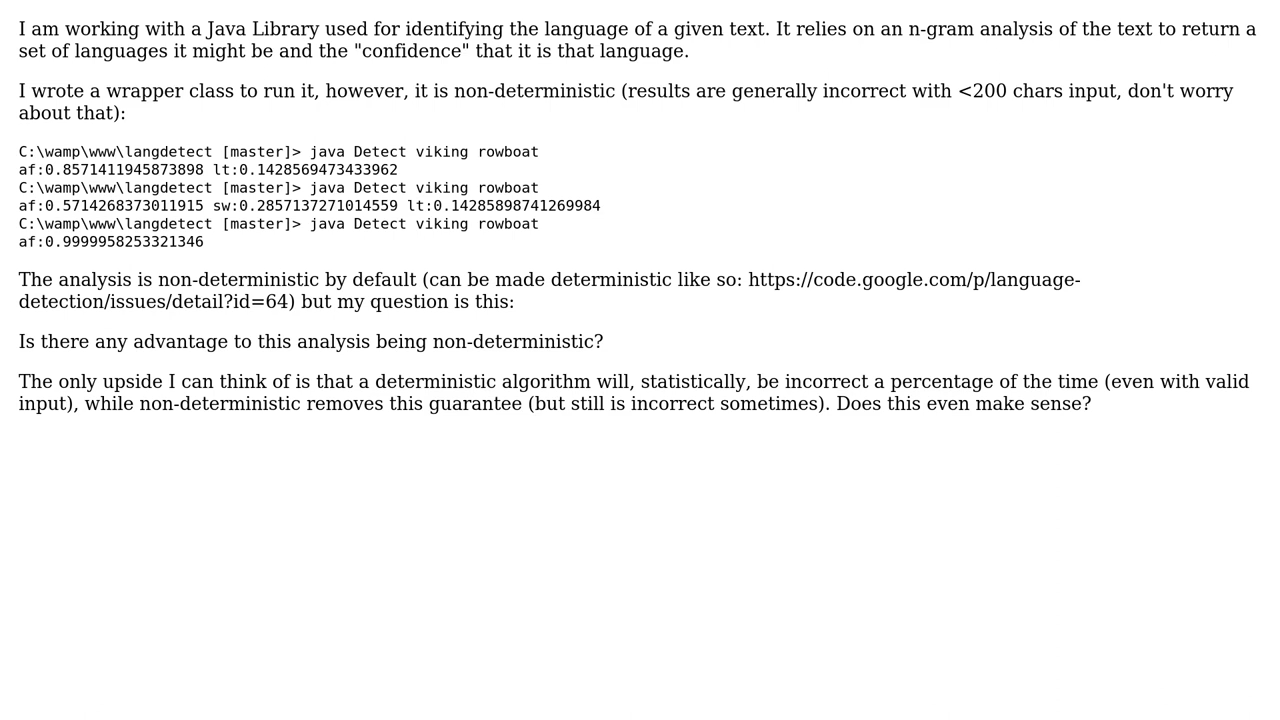 I am working with a Java Library used for identifying the language of a given text. It relies on an n-gram analysis of the text to return a
set of languages it might be and the "confidence" that it is that language.
I wrote a wrapper class to run it, however, it is non-deterministic (results are generally incorrect with <200 chars input, don't worry
about that):
C:\wamp\www\langdetect [master]> java Detect viking rowboat
af:0.8571411945873898 lt:0.1428569473433962
C:\wamp\www\langdetect [master]> java Detect viking rowboat
af:0.5714268373011915 sw:0.2857137271014559 lt:0.14285898741269984
C:\wamp\www\langdetect [master]> java Detect viking rowboat
af:0.9999958253321346
The analysis is non-deterministic by default (can be made deterministic like so: https://code.google.com/p/language-
detection/issues/detail?id=64) but my question is this:
Is there any advantage to this analysis being non-deterministic?
The only upside I can think of is that a deterministic algorithm will, statistically, be incorrect a percentage of the time (even with valid
input), while non-deterministic removes this guarantee (but still is incorrect sometimes). Does this even make sense?